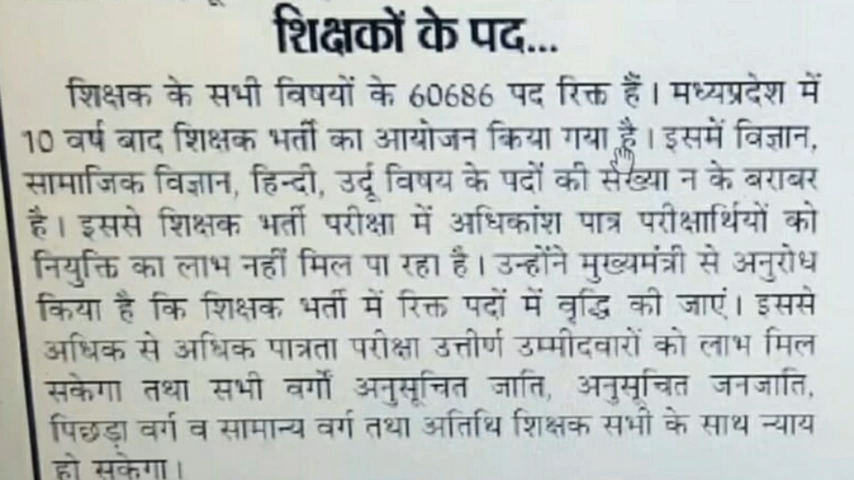 शिक्षकों के पद...
शिक्षक के सभी विषयों के 60686 पद रिक्त हैं। मध्यप्रदेश में
10 वर्ष बाद शिक्षक भर्ती का आयोजन किया गया है। इसमें विज्ञान,
सामाजिक विज्ञान, हिन्दी, उर्दू विषय के पदों की संख्या न के बराबर
है। इससे शिक्षक भर्ती परीक्षा में अधिकांश पात्र परीक्षार्थियों को
नियुक्ति का लाभ नहीं मिल पा रहा है। उन्होंने मुख्यमंत्री से अनुरोध
किया है कि शिक्षक भर्ती में रिक्त पदों में वृद्धि की जाएं। इससे
अधिक से अधिक पात्रता परीक्षा उत्तीर्ण उम्मीदवारों को लाभ मिल
सकेगा तथा सभी वर्गों अनुसूचित जाति, अनुसूचित जनजाति,
पिछड़ा वर्ग व सामान्य वर्ग तथा अतिथि शिक्षक सभी के साथ न्याय
हो सकेगा।